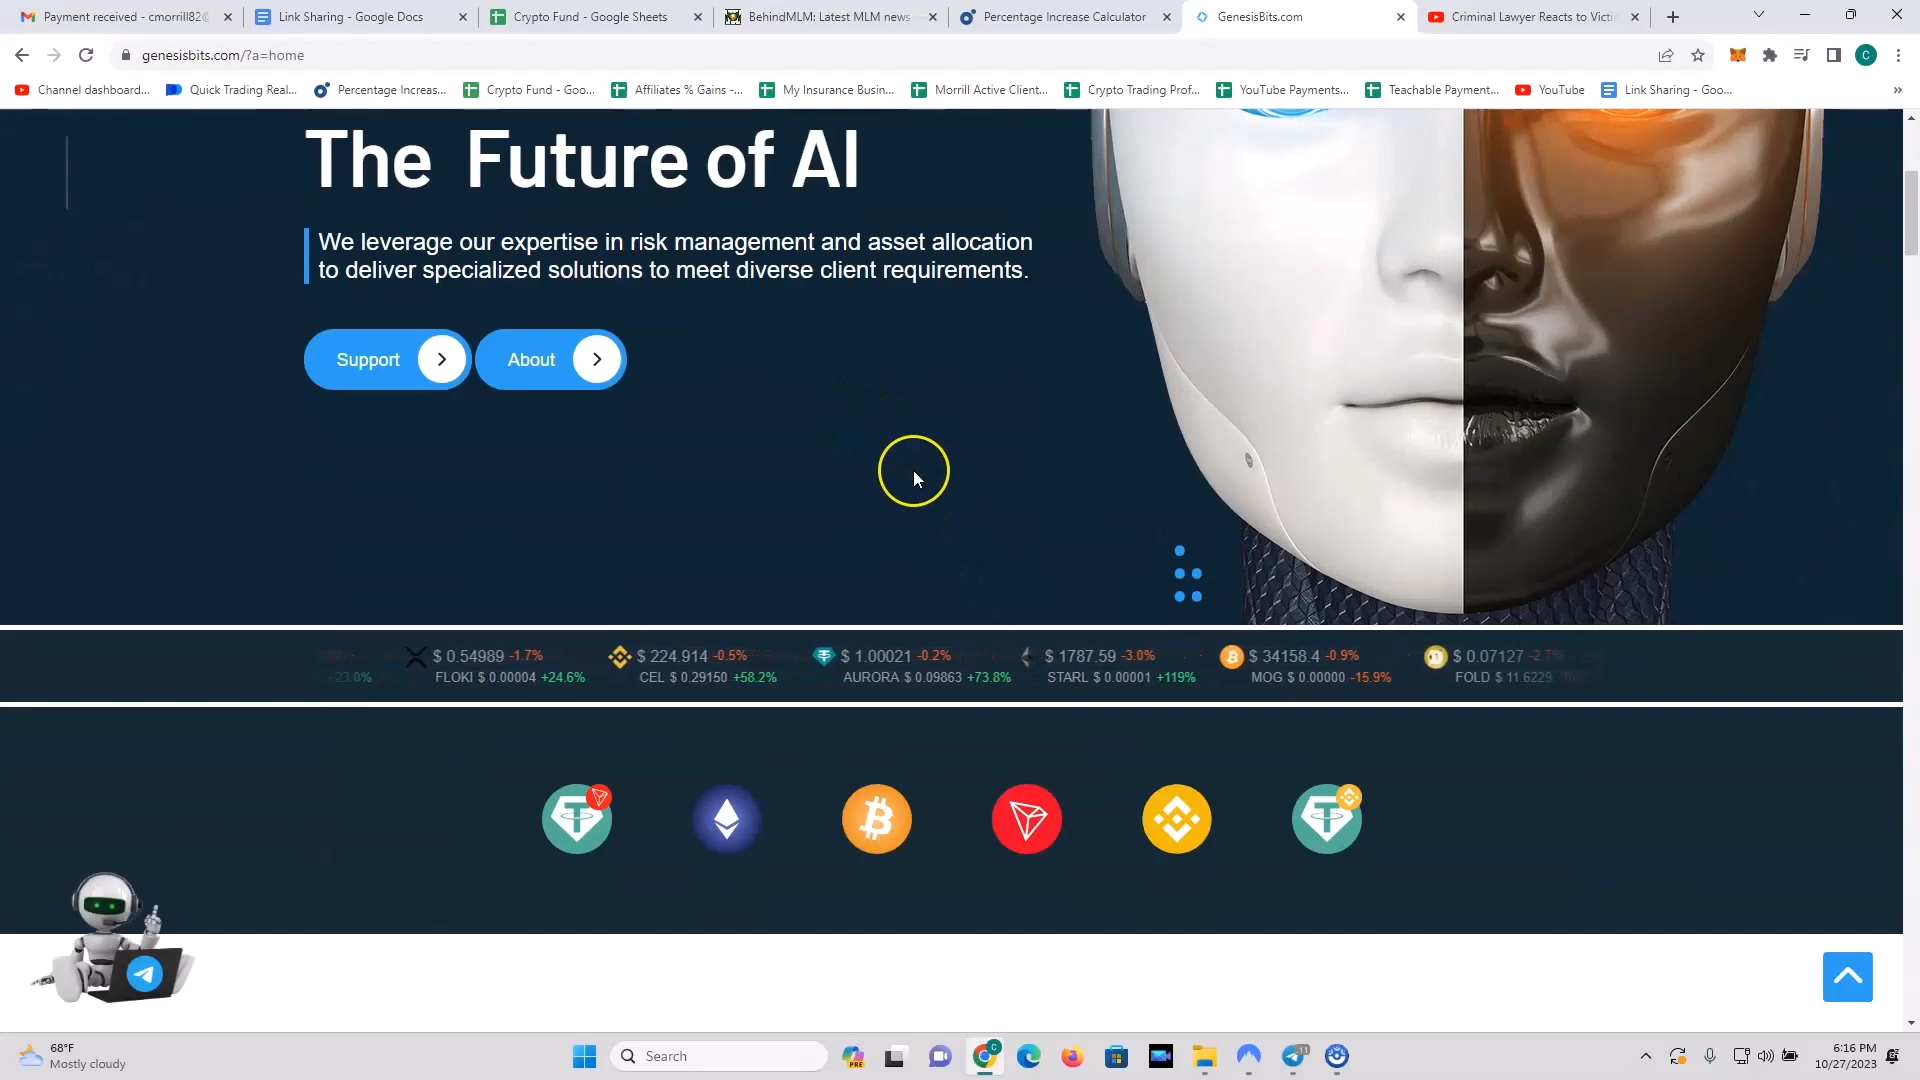 Payment received - cmorrill82@
Link Sharing - Google Docs
Crypto Fund - Google Sheets
BehindMLM: Latest MLM news
Percentage Increase Calculator
GenesisBits.com
Criminal Lawyer Reacts to Victi
genesisbits.com/?a=home
C
Channel dashboard...
Quick Trading Real...
Percentage Increas...
Crypto Fund - Goo...
Affiliates % Gains -...
My Insurance Busin...
Morrill Active Client...
Crypto Trading Prof...
YouTube Payments...
Teachable Payment...
YouTube
Link Sharing - Goo...
The Future of AI
We leverage our expertise in risk management and asset allocation
to deliver specialized solutions to meet diverse client requirements.
Support
About
$ 0.54989 -1.7%
$ 224.914 -0.5%
$ 1.00021 -0.2%
$ 1787.59 -3.0%
$ 34158.4 -0.9%
$ 0.07127 -2.7%
+23.0%
FLOKI $ 0.00004 +24.6%
CEL $ 0.29150 +58.2%
AURORA $ 0.09863 +73.8%
STARL $ 0.00001 +119%
MOG $ 0.00000 -15.9%
FOLD $ 11.6229
68°F
Mostly cloudy
Search
PRE
C
11
6:16 PM
10/27/2023